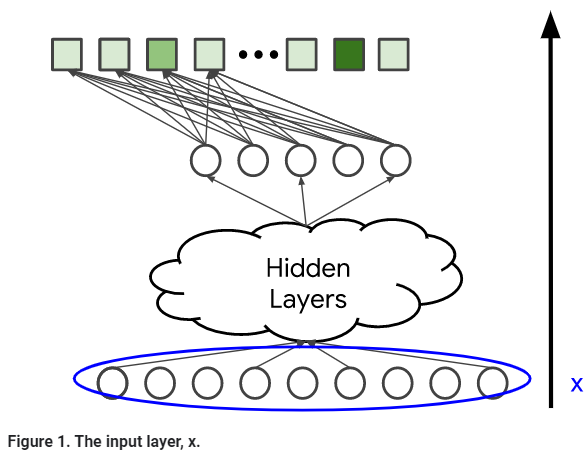 Hidden
Layers
x
Figure 1. The input layer, x.